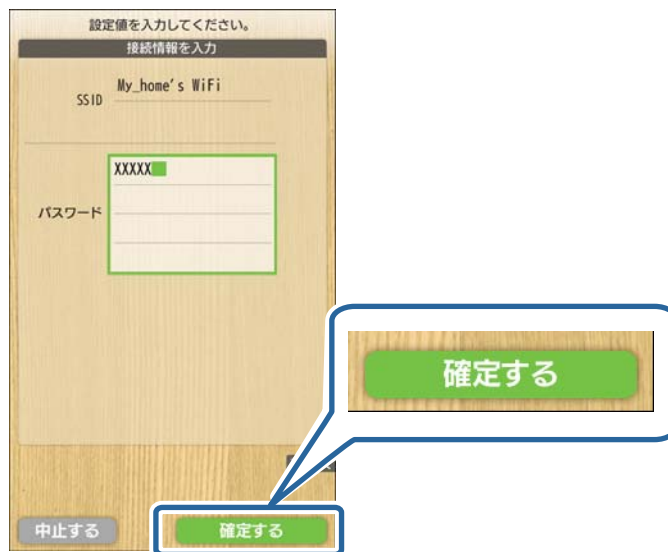 設定値を入力してください。
接続情報を入力
SSID
My_home's WiFi
パスワード
XXXXX
中止する
確定する
確定する